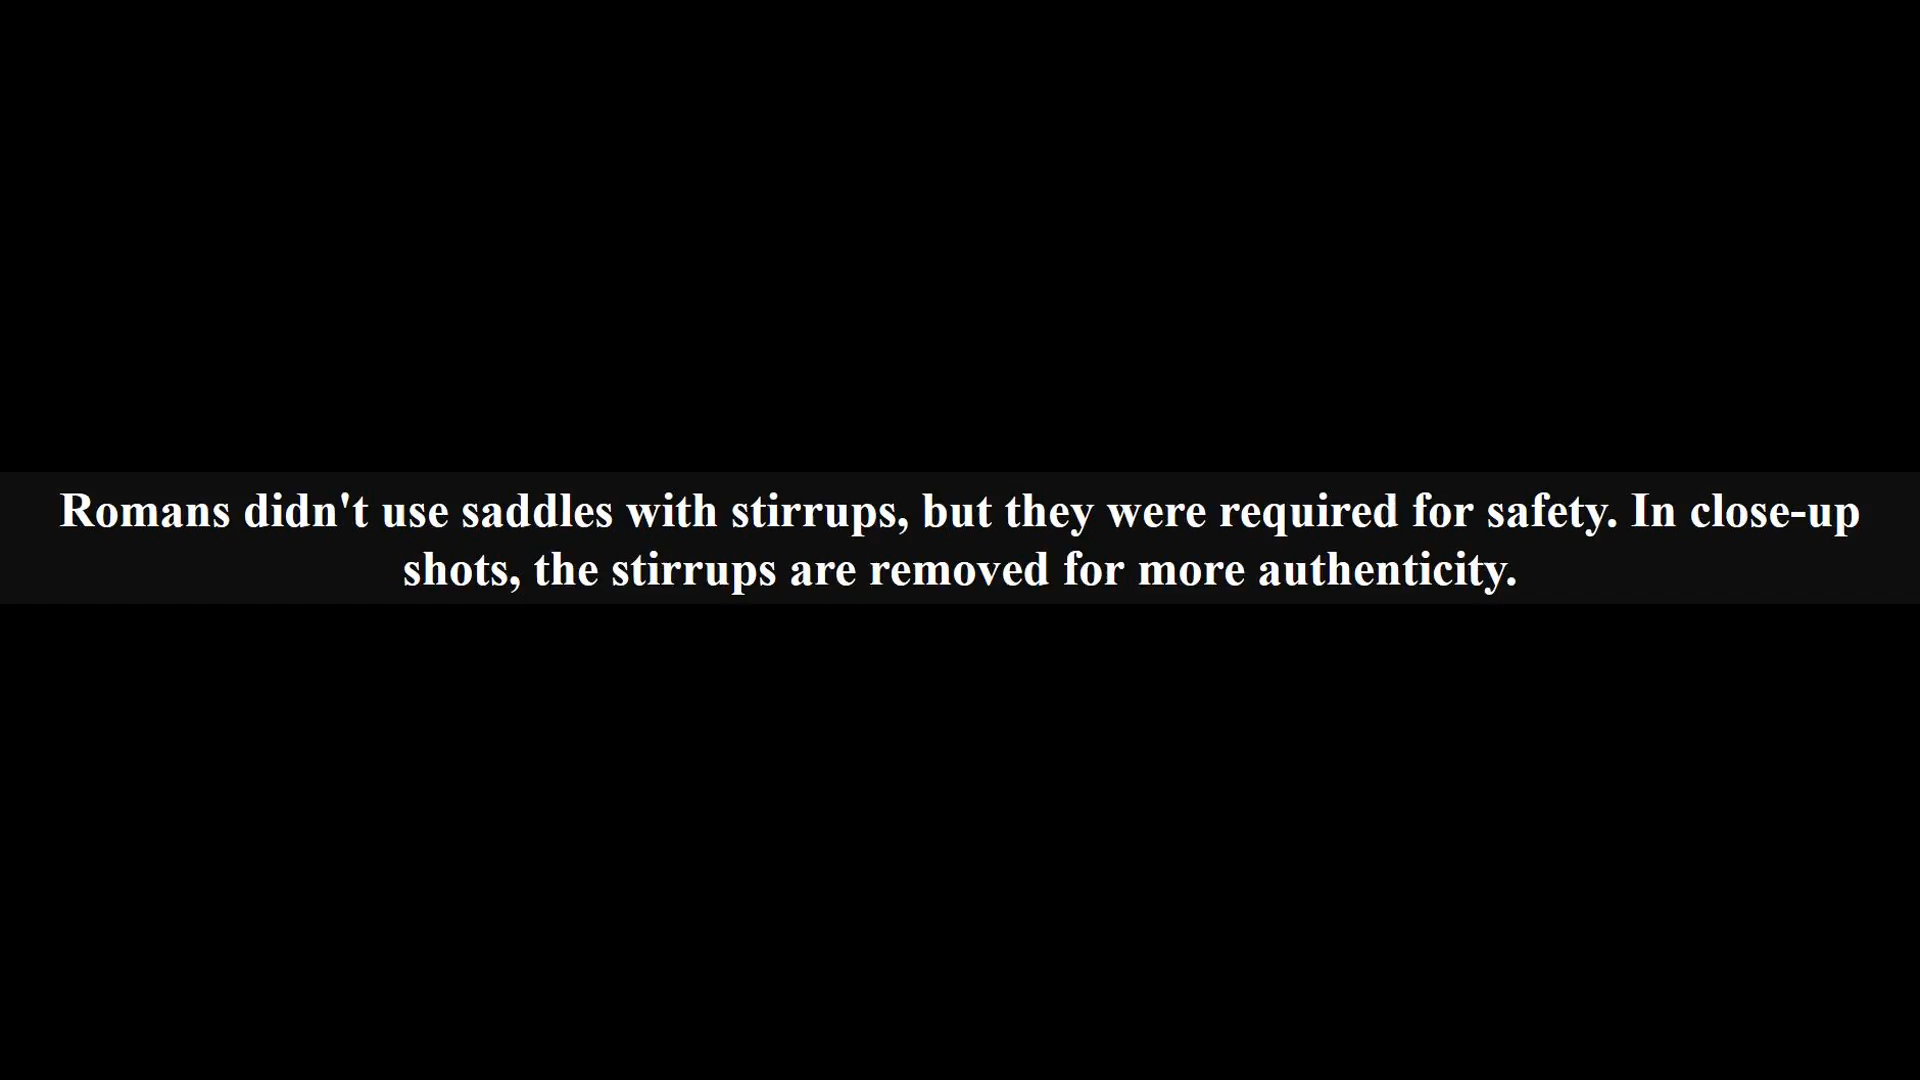 Romans didn't use saddles with stirrups, but they were required for safety. In close-up
shots, the stirrups are removed for more authenticity.